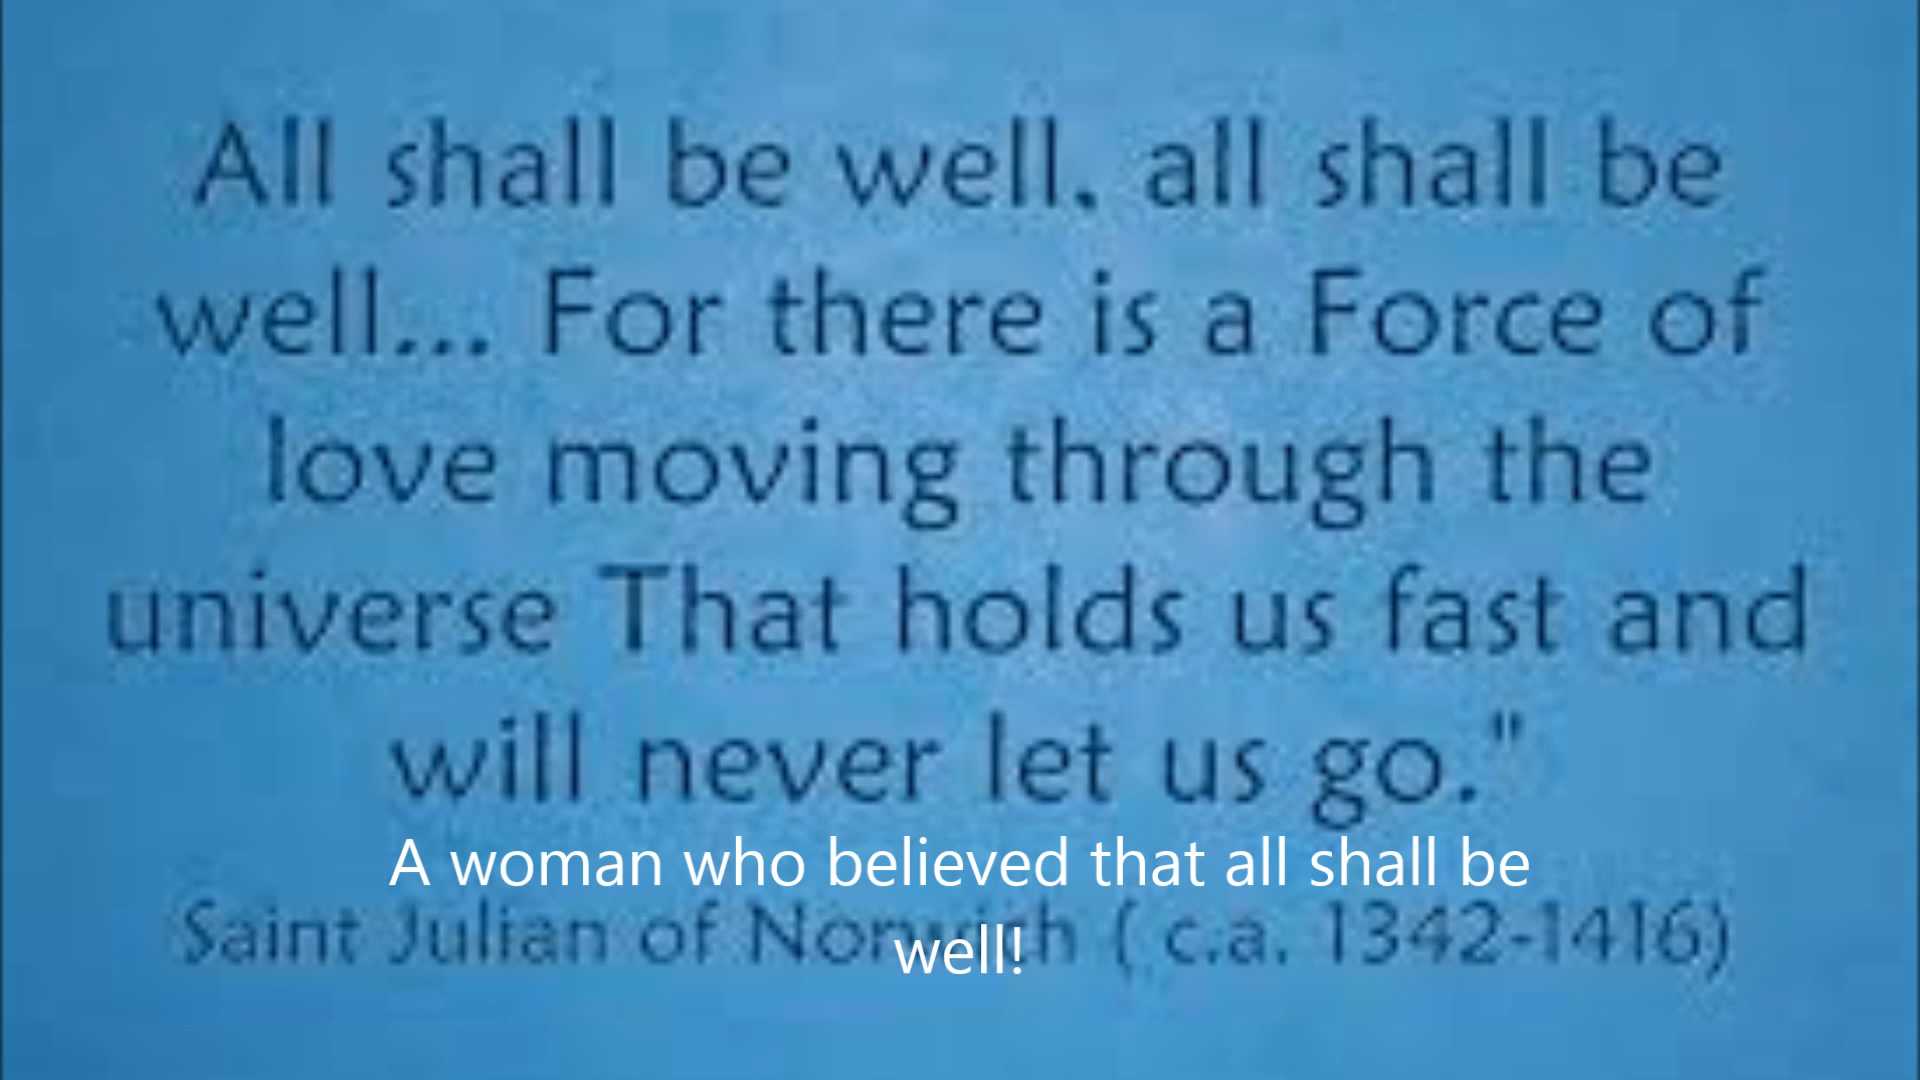 All shall be well, all shall be
well... For there is a Force of
love moving through the
universe That holds us fast and
will never let us go."
A woman who believed that all shall be
Saint Julian of Norwich ( c.a. 1342-1416)
well!